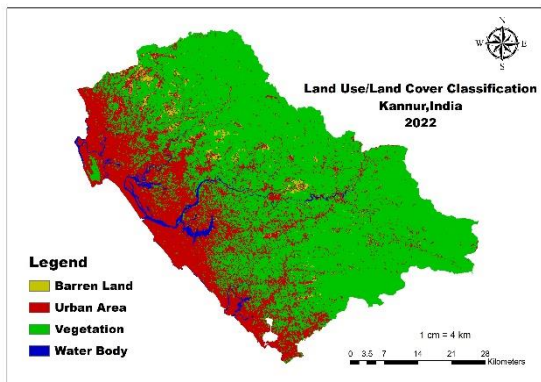 N
W E
S
Land Use/Land Cover Classification
Kannur,India
2022
Legend
Barren Land
Urban Area
Vegetation
Water Body
1 cm = 4 km
0 3.5 7 14 21 28
Kilometers